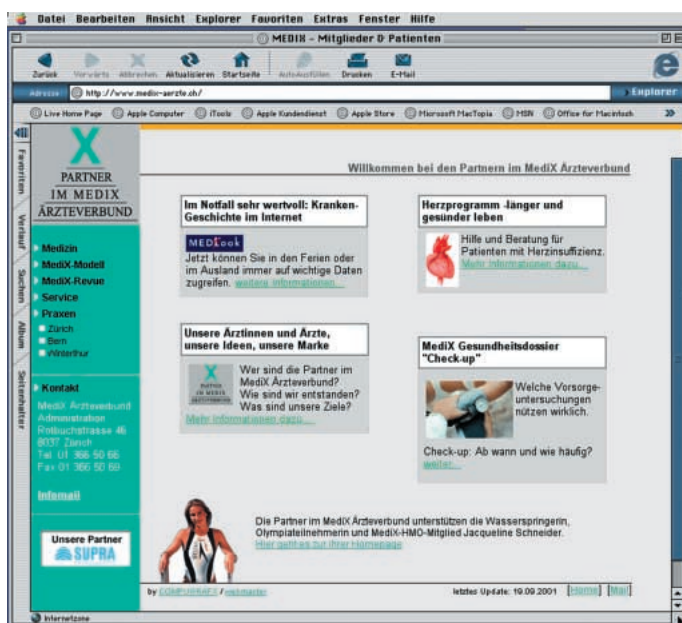 Datei Bearbeiten Ansicht Explorer Favoriten Extras Fenster Hilfe
MEDIX - Mitglieder & Patienten
Zurück Vorwärts Abbrechen Aktualisieren Startseite AutoAusfüllen Drucken E-Mail
Adresse http://www.medix-aerzte.ch/ Explorer
Live Home Page Apple Computer iTools Apple Kundendienst Apple Store Microsoft MacTopia MSN Office for Macintosh
Favoriten
Verlauf
Suchen
Album
Seitenhalter
X
PARTNER
IM MEDIX
ÄRZTEVERBUND
Medizin
MediX-Modell
MediX-Revue
Service
Praxen
Zürich
Bern
Winterthur
Kontakt
MediX Ärzteverbund
Administration
Rotbuchstrasse 46
8037 Zürich
Tel. 01 366 50 66
Fax 01 366 50 69
Infomail
Unsere Partner
SUPRA
Willkommen bei den Partnern im MediX Ärzteverbund
Im Notfall sehr wertvoll: Kranken-
Geschichte im Internet
MEDLook
Jetzt können Sie in den Ferien oder
im Ausland immer auf wichtige Daten
zugreifen. weitere Informationen...
Herzprogramm -länger und
gesünder leben
Hilfe und Beratung für
Patienten mit Herzinsuffizienz.
Mehr Informationen dazu...
Unsere Ärztinnen und Ärzte,
unsere Ideen, unsere Marke
PARTNER
IM MEDIX
ÄRZTEVERBUND
Wer sind die Partner im
MediX Ärzteverbund?
Wie sind wir entstanden?
Was sind unsere Ziele?
Mehr Informationen dazu...
MediX Gesundheitsdossier
"Check-up"
Welche Vorsorge-
untersuchungen
nützen wirklich.
Check-up: Ab wann und wie häufig?
weiter...
Die Partner im MediX Ärzteverbund unterstützen die Wasserspringerin,
Olympiateilnehmerin und MediX-HMO-Mitglied Jacqueline Schneider.
Hier geht es zur ihrer Homepage
by COMPUGRAFX / webmaster letztes Update: 19.09.2001 [Home] [Mail]
Internetzone